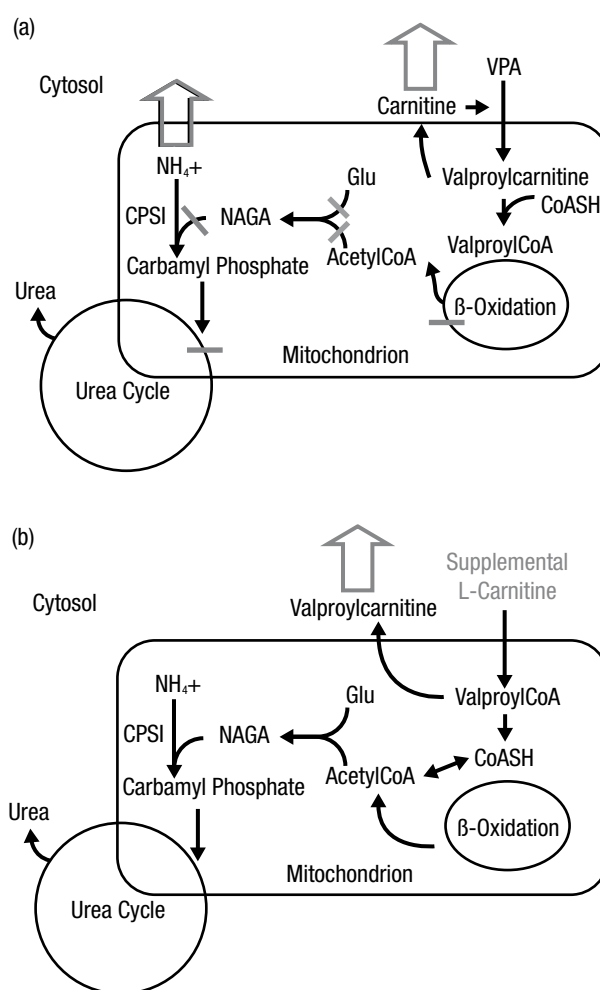 (a)
Cytosol
VPA
Carnitine
NH₄+
Glu
Valproylcarnitine
CoASH
CPSI
NAGA
ValproylCoA
AcetylCoA
Carbamyl Phosphate
Urea
ß-Oxidation
Mitochondrion
Urea Cycle
(b)
Supplemental
L-Carnitine
Cytosol
Valproylcarnitine
NH₄+
Glu
ValproylCoA
CPSI
NAGA
CoASH
AcetylCoA
Carbamyl Phosphate
Urea
ß-Oxidation
Mitochondrion
Urea Cycle